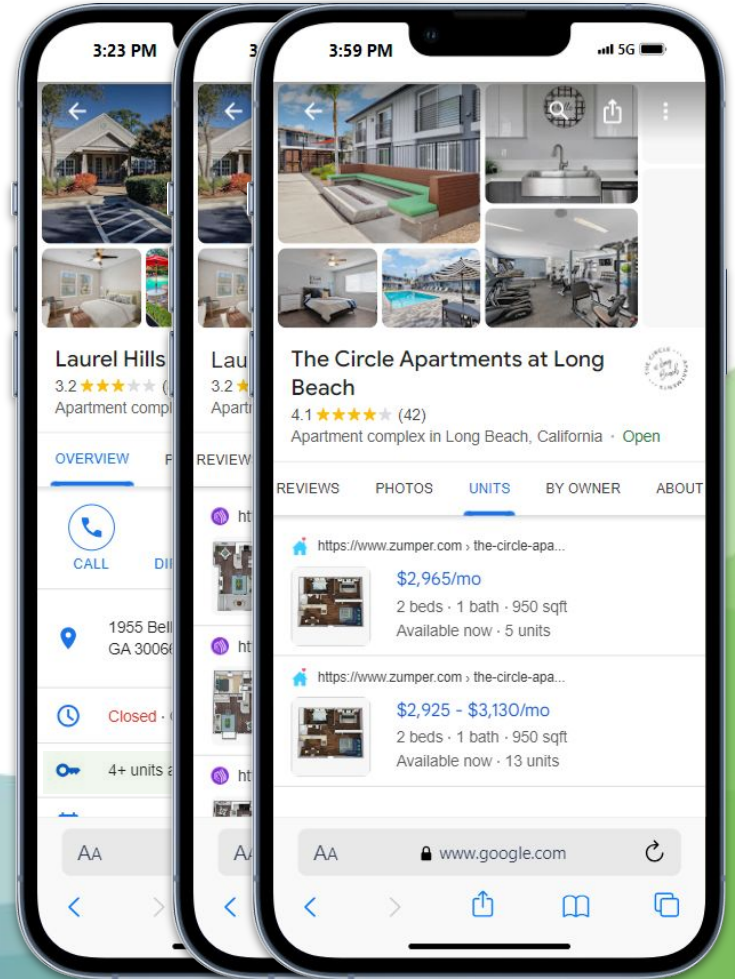 3:23 PM
Laurel Hills
3.2
Apartment compl
OVERVIEW
CALL
1955 Bell
GA 30066
Closed ·
4+ units a
AA
3
Lau
3.2
Apart
REVIEW
ht
ht
ht
A
3:59 PM
5G
The Circle Apartments at Long
Beach
4.1 (42)
Apartment complex in Long Beach, California · Open
REVIEWS PHOTOS UNITS BY OWNER ABOUT
https://www.zumper.com › the-circle-apa...
$2,965/mo
2 beds · 1 bath · 950 sqft
Available now · 5 units
https://www.zumper.com › the-circle-apa...
$2,925 - $3,130/mo
2 beds · 1 bath · 950 sqft
Available now · 13 units
AA www.google.com